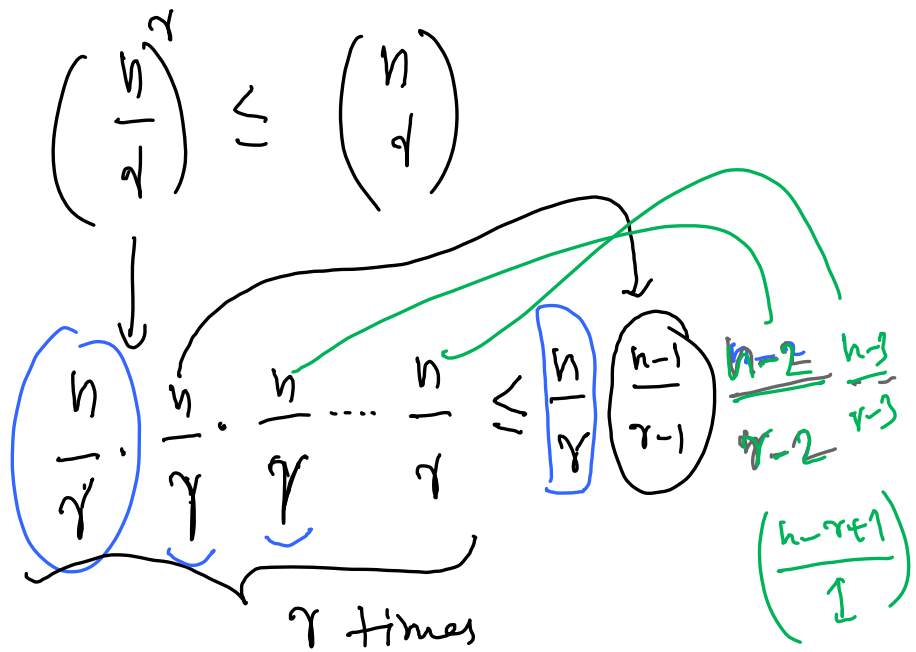 (n/r)^r ≤ (n r)
n/r · n/r · n/r ..... n/r ≤ n/r n-1/r-1 n-2/r-2 n-3/r-3
(n-r+1/1)
r times